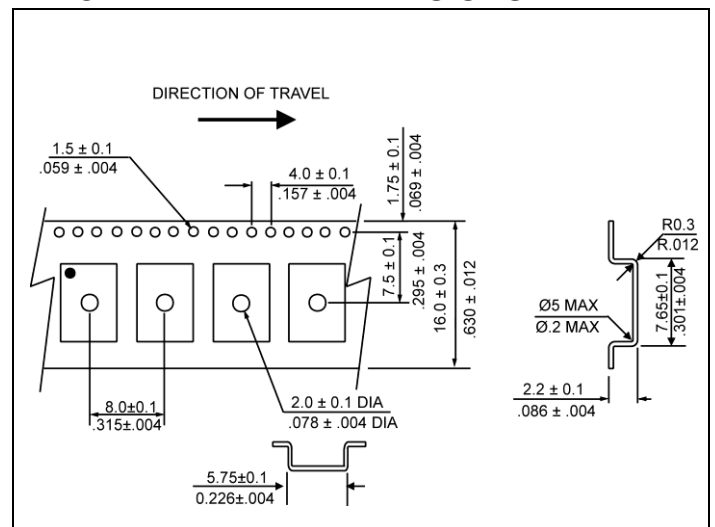 DIRECTION OF TRAVEL
1.5 ± 0.1
.059 ± .004
4.0 ± 0.1
.157 ± .004
1.75 ± 0.1
.069 ± .004
7.5 ± 0.1
.295 ± .004
16.0 ± 0.3
.630 ± .012
R0.3
R.012
Ø5 MAX
Ø.2 MAX
7.65±0.1
.301±.004
2.2 ± 0.1
.086 ± .004
8.0±0.1
.315±.004
2.0 ± 0.1 DIA
.078 ± .004 DIA
5.75±0.1
0.226±.004